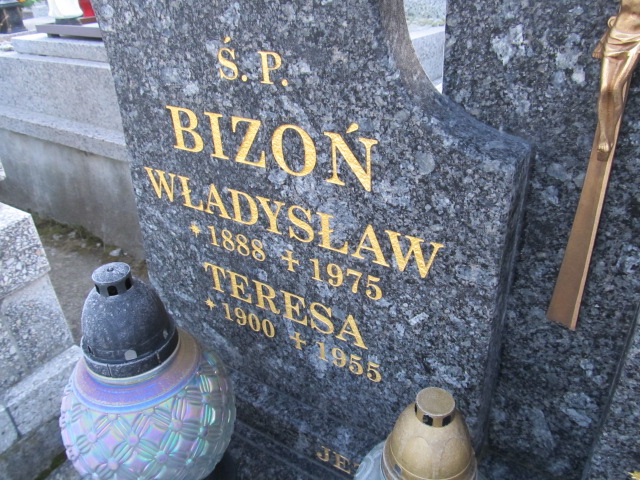 Ś. P.
BIZOŃ
WŁADYSŁAW
* 1888 + 1975
TERESA
* 1900 + 1955